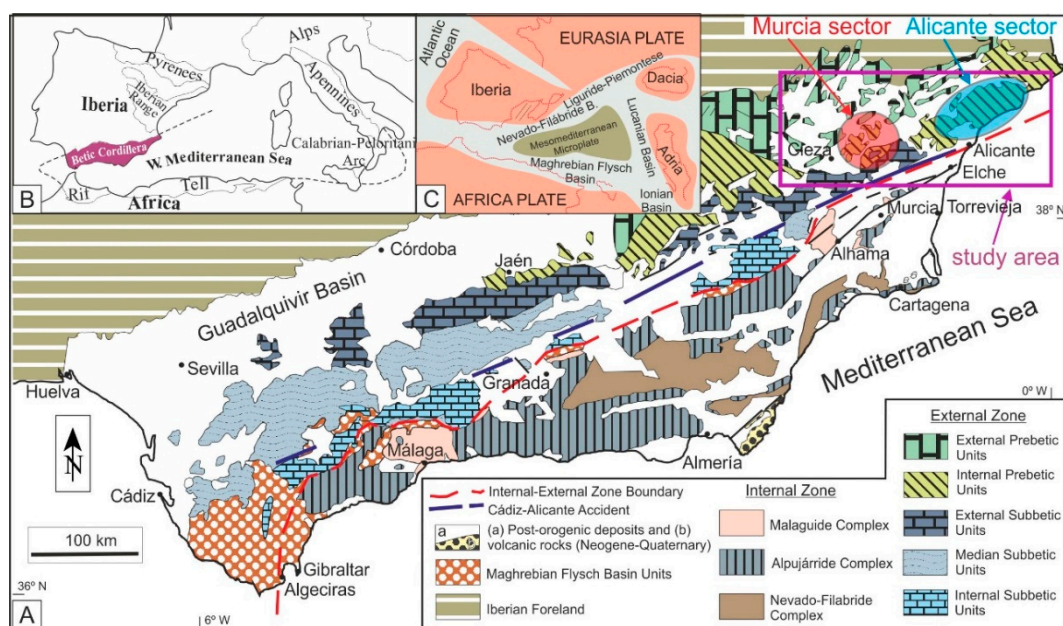 Alps
Pyrenees
Iberian
Range
Iberia
Apennines
Betic Cordillera
W. Mediterranean Sea
Calabrian-Peloritani
Arc
Rif
Tell
Africa
B
Atlantic
Ocean
EURASIA PLATE
Iberia
Liguride-Piemontese
Dacia
Nevado-Filábride B.
Mesomediterranean
Microplate
Lucanian Basin
Adria
Maghrebian Flysch
Basin
Ionian
Basin
AFRICA PLATE
C
Murcia sector
Alicante sector
Cieza
Alicante
Elche
Murcia
Torrevieja
38º N
study area
Alhama
Cartagena
Córdoba
Jaén
Guadalquivir Basin
Sevilla
Huelva
Granada
Mediterranean Sea
0º W
N
Málaga
Almería
Cádiz
100 km
Gibraltar
Algeciras
36º N
6º W
A
Internal-External Zone Boundary
Cádiz-Alicante Accident
a
(a) Post-orogenic deposits and (b)
volcanic rocks (Neogene-Quaternary)
Maghrebian Flysch Basin Units
Iberian Foreland
Internal Zone
Malaguide Complex
Alpujárride Complex
Nevado-Filabride
Complex
External Zone
External Prebetic
Units
Internal Prebetic
Units
External Subbetic
Units
Median Subbetic
Units
Internal Subbetic
Units